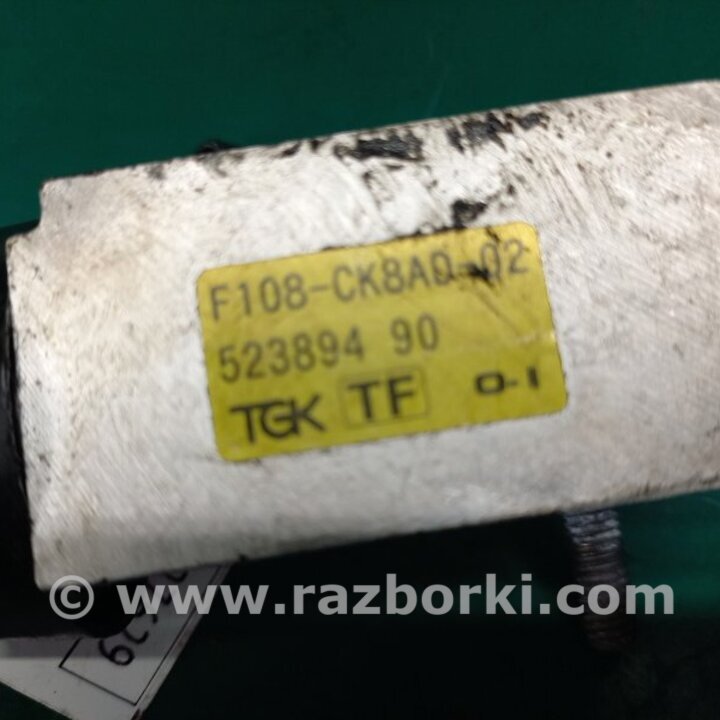 F108-CK8A0-02
523894 90
TGK TF 0-1
© www.razborki.com